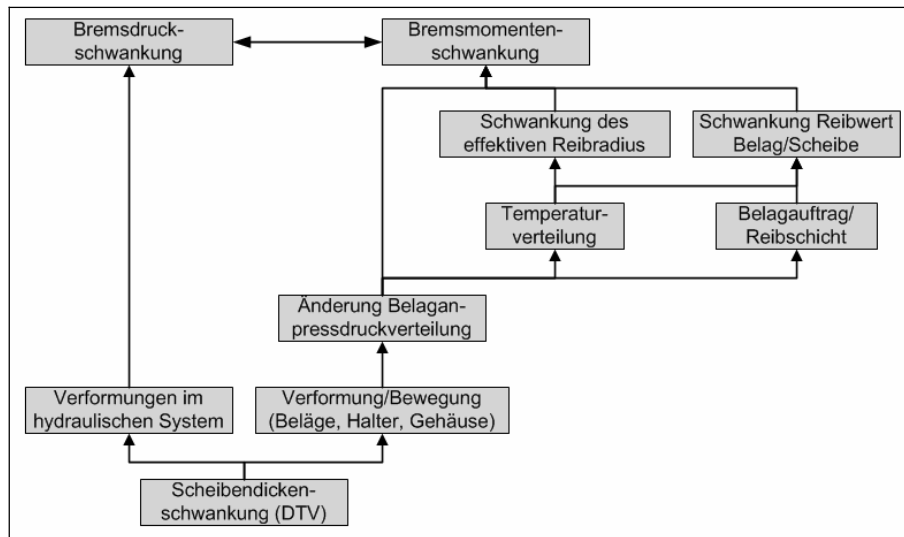 Bremsdruck-
schwankung
Bremsmomenten-
schwankung
Schwankung des
effektiven Reibradius
Schwankung Reibwert
Belag/Scheibe
Temperatur-
verteilung
Belagauftrag/
Reibschicht
Änderung Belagan-
pressdruckverteilung
Verformungen im
hydraulischen System
Verformung/Bewegung
(Beläge, Halter, Gehäuse)
Scheibendicken-
schwankung (DTV)